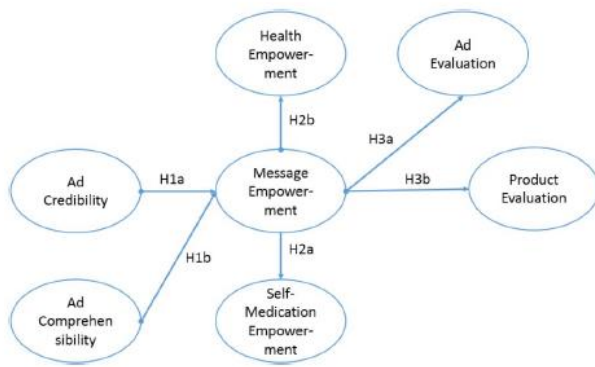 Health
Empower-
ment
Ad
Evaluation
H2b
H3a
Ad
Credibility
H1a
Message
Empower-
ment
H3b
Product
Evaluation
H1b
H2a
Ad
Comprehen
sibility
Self-
Medication
Empower-
ment